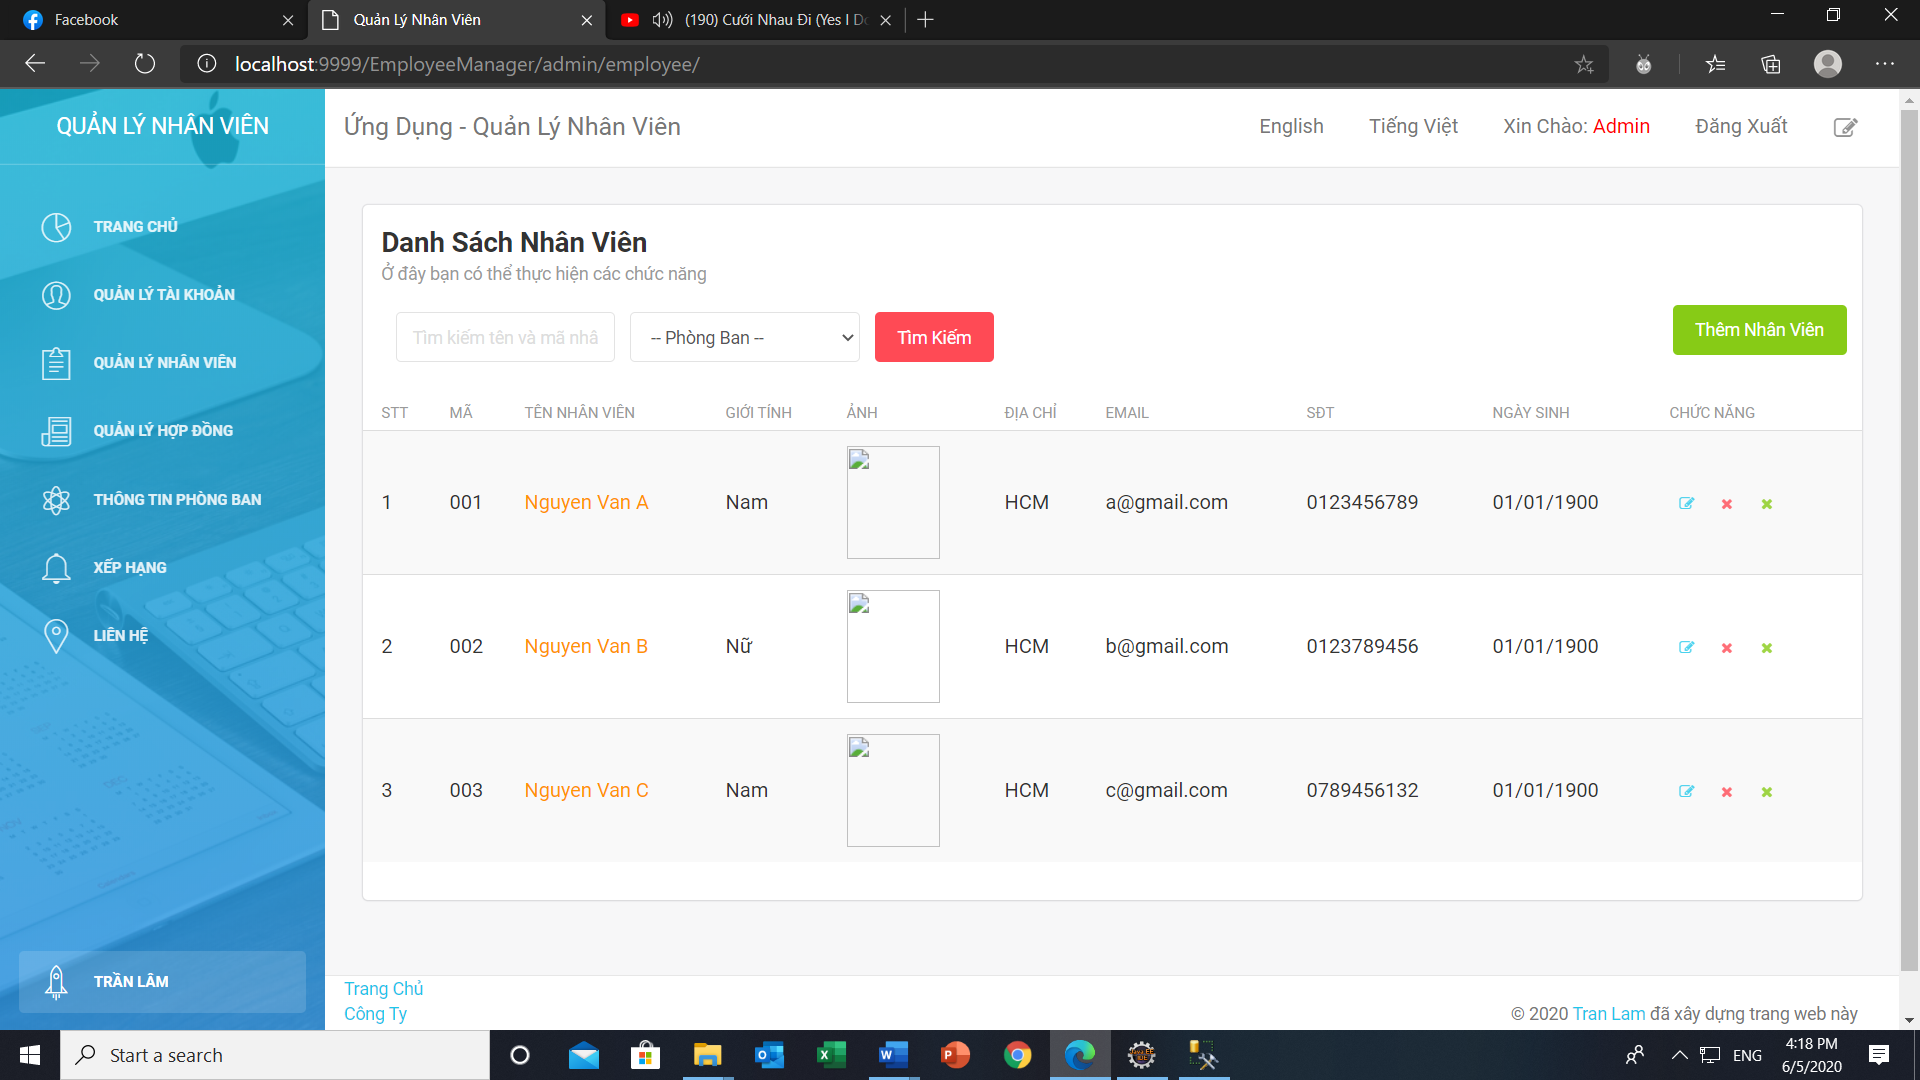 Facebook
Quản Lý Nhân Viên
(190) Cưới Nhau Đi (Yes I Do
localhost:9999/EmployeeManager/admin/employee/
QUẢN LÝ NHÂN VIÊN
Ứng Dụng - Quản Lý Nhân Viên
English Tiếng Việt Xin Chào: Admin Đăng Xuất
TRANG CHỦ
QUẢN LÝ TÀI KHOẢN
QUẢN LÝ NHÂN VIÊN
QUẢN LÝ HỢP ĐỒNG
THÔNG TIN PHÒNG BAN
XẾP HẠNG
LIÊN HỆ
TRẦN LÂM
Danh Sách Nhân Viên
Ở đây bạn có thể thực hiện các chức năng
Tìm kiếm tên và mã nhâ -- Phòng Ban -- Tìm Kiếm Thêm Nhân Viên
STT MÃ TÊN NHÂN VIÊN GIỚI TÍNH ẢNH ĐỊA CHỈ EMAIL SĐT NGÀY SINH CHỨC NĂNG
1 001 Nguyen Van A Nam HCM a@gmail.com 0123456789 01/01/1900
2 002 Nguyen Van B Nữ HCM b@gmail.com 0123789456 01/01/1900
3 003 Nguyen Van C Nam HCM c@gmail.com 0789456132 01/01/1900
Trang Chủ
Công Ty
© 2020 Tran Lam đã xây dựng trang web này
Start a search
ENG
4:18 PM
6/5/2020